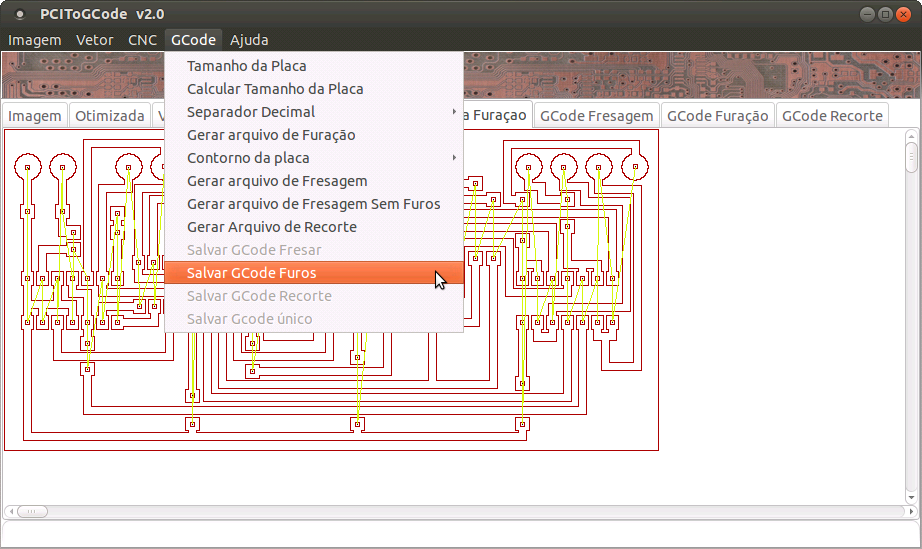 PCIToGCode v2.0
Imagem Vetor CNC GCode Ajuda
Imagem Otimizada V a Furaçao GCode Fresagem GCode Furação GCode Recorte
Tamanho da Placa
Calcular Tamanho da Placa
Separador Decimal
Gerar arquivo de Furação
Contorno da placa
Gerar arquivo de Fresagem
Gerar arquivo de Fresagem Sem Furos
Gerar Arquivo de Recorte
Salvar GCode Fresar
Salvar GCode Furos
Salvar GCode Recorte
Salvar Gcode único